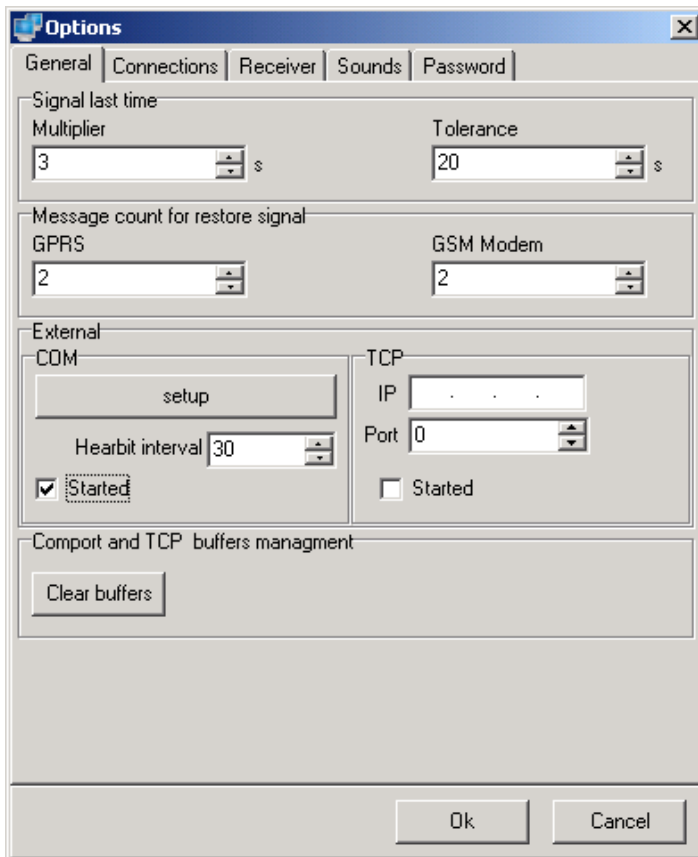 Options
General Connections Receiver Sounds Password
Signal last time
Multiplier Tolerance
3 s 20 s
Message count for restore signal
GPRS GSM Modem
2 2
External
COM TCP
setup IP . . .
Port 0
Hearbit interval 30
Started Started
Comport and TCP buffers managment
Clear buffers
Ok Cancel